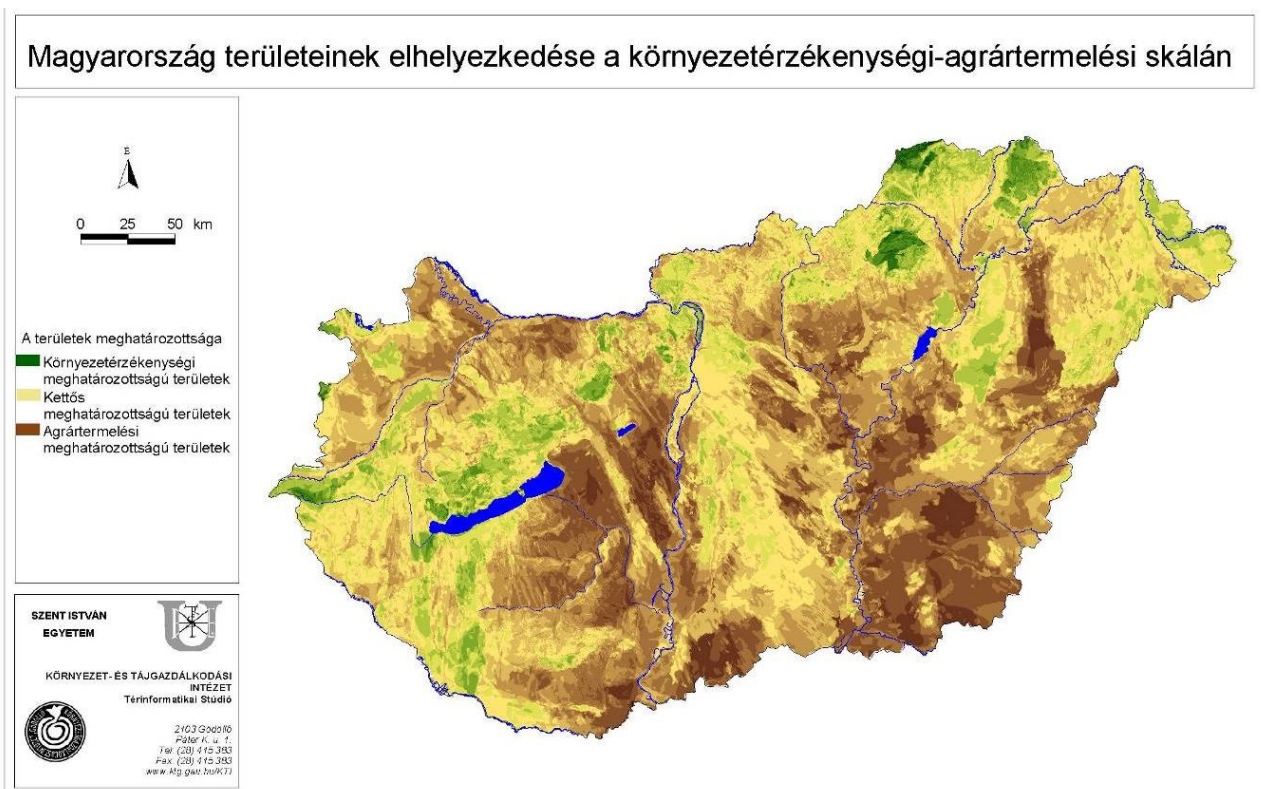 Magyarország területeinek elhelyezkedése a környezetérzékenységi-agrártermelési skálán
É
0 25 50 km
A területek meghatározottsága
Környezetérzékenységi
meghatározottságú területek
Kettős
meghatározottságú területek
Agrártermelési
meghatározottságú területek
SZENT ISTVÁN
EGYETEM
KÖRNYEZET- ÉS TÁJGAZDÁLKODÁSI
INTÉZET
Térinformatikai Stúdió
2103 Gödöllő
Páter K. u. 1.
Tel: (28) 415 383
Fax: (28) 415 383